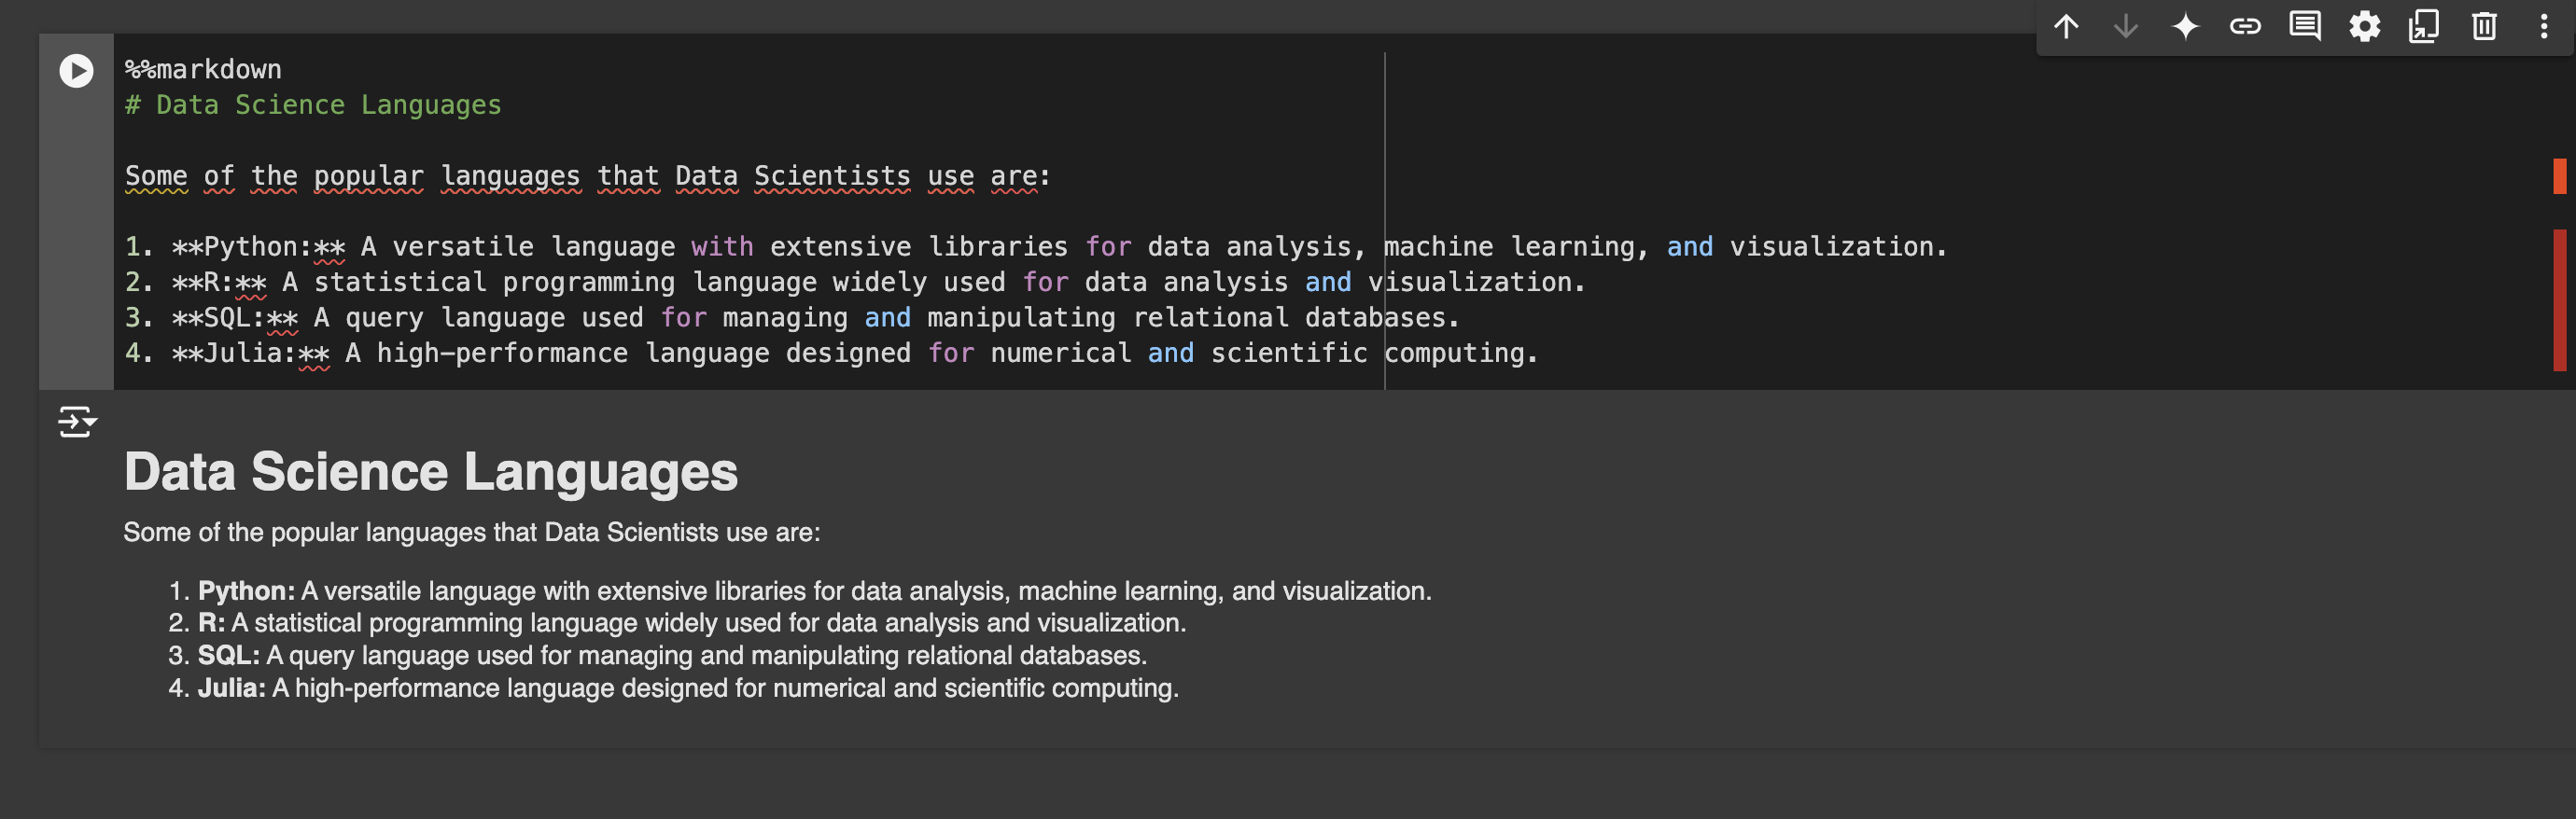 %%markdown
# Data Science Languages
Some of the popular languages that Data Scientists use are:
1. **Python:** A versatile language with extensive libraries for data analysis, machine learning, and visualization.
2. **R:** A statistical programming language widely used for data analysis and visualization.
3. **SQL:** A query language used for managing and manipulating relational databases.
4. **Julia:** A high-performance language designed for numerical and scientific computing.
Data Science Languages
Some of the popular languages that Data Scientists use are:
1. Python: A versatile language with extensive libraries for data analysis, machine learning, and visualization.
2. R: A statistical programming language widely used for data analysis and visualization.
3. SQL: A query language used for managing and manipulating relational databases.
4. Julia: A high-performance language designed for numerical and scientific computing.